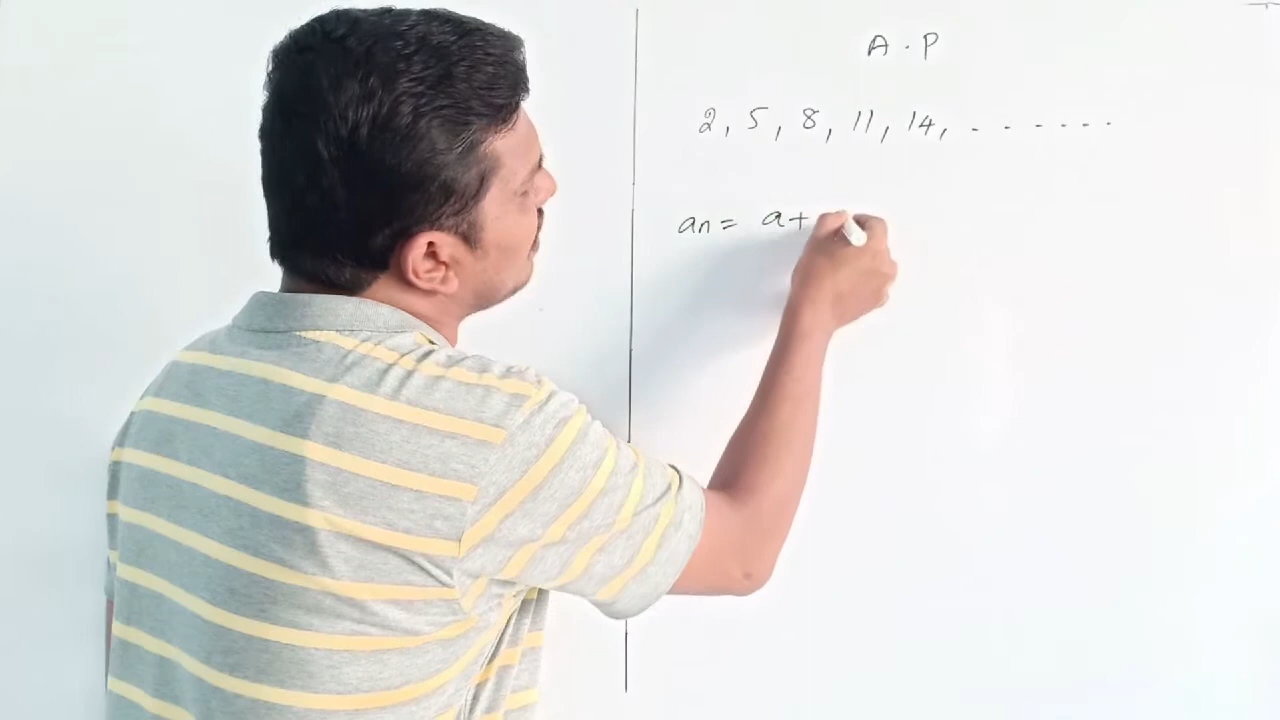 A . P
2, 5, 8, 11, 14, . . . . . .
an = a+